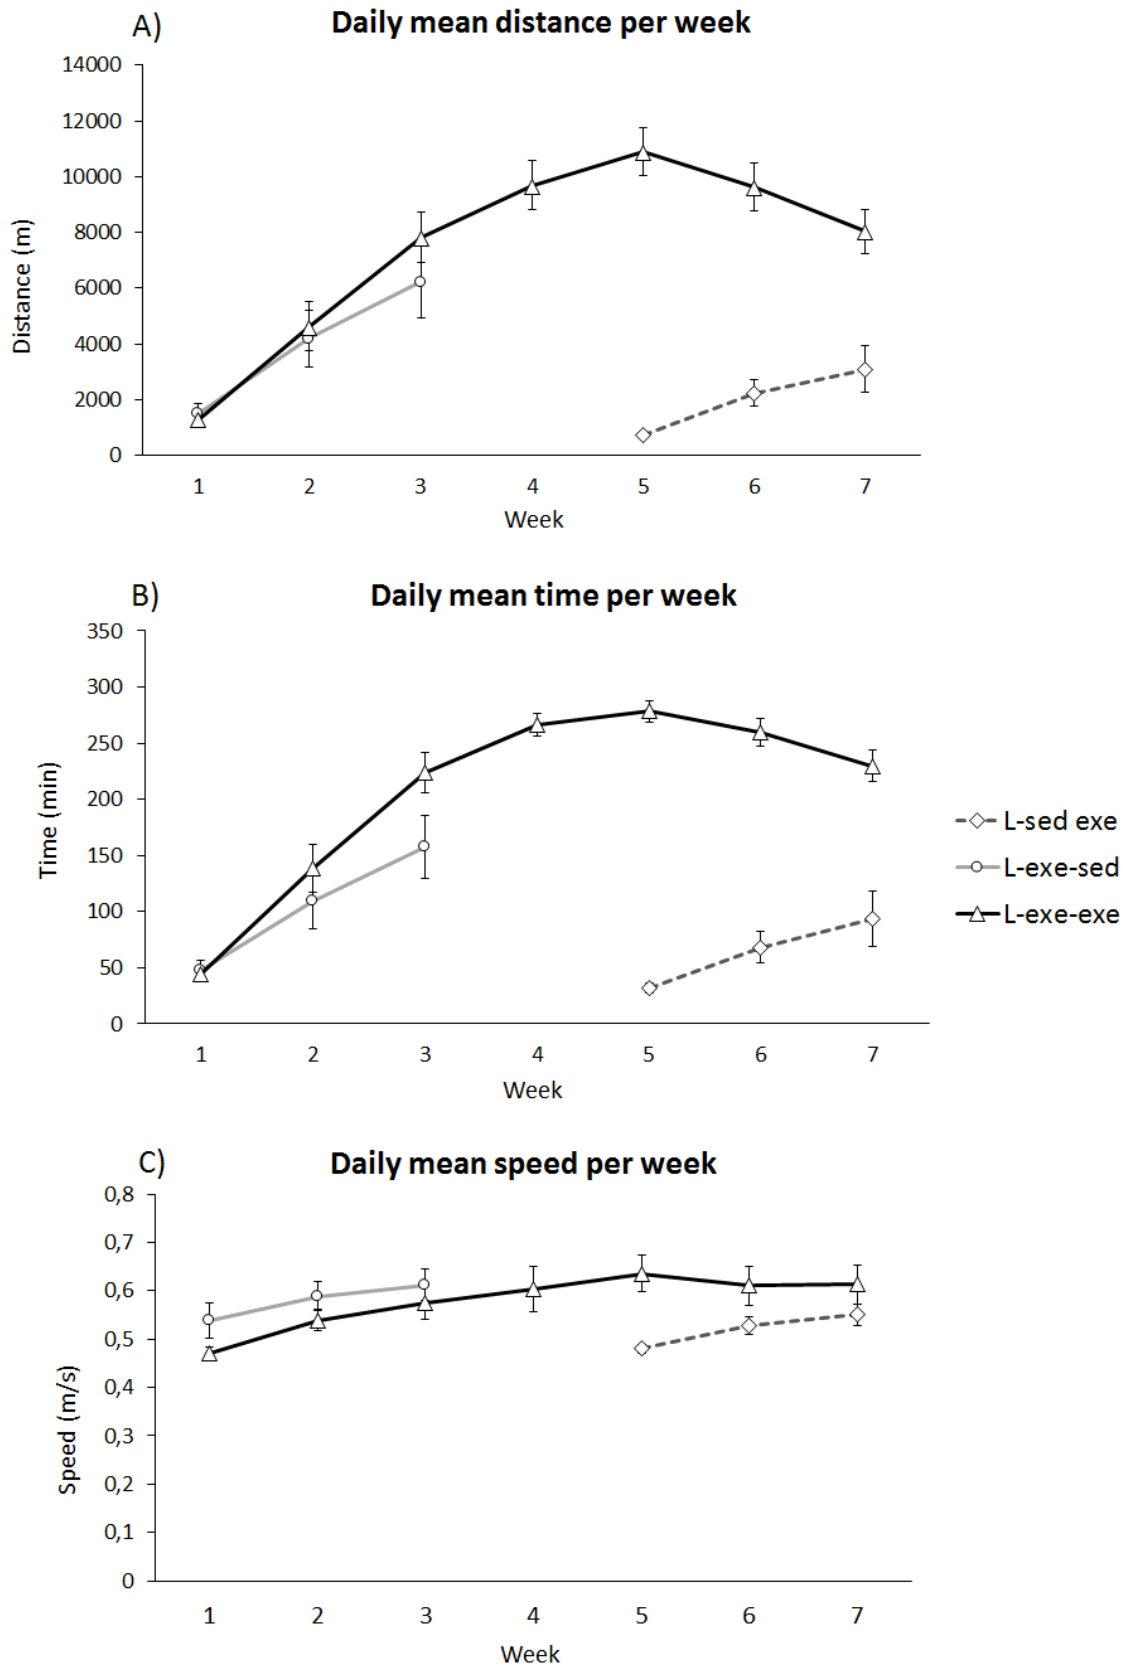 A) Daily mean distance per week
14000
12000
10000
8000
6000
4000
2000
0
Distance (m)
1 2 3 4 5 6 7
Week
B) Daily mean time per week
350
300
250
200
150
100
50
0
Time (min)
1 2 3 4 5 6 7
Week
L-sed exe
L-exe-sed
L-exe-exe
C) Daily mean speed per week
0,8
0,7
0,6
0,5
0,4
0,3
0,2
0,1
0
Speed (m/s)
1 2 3 4 5 6 7
Week